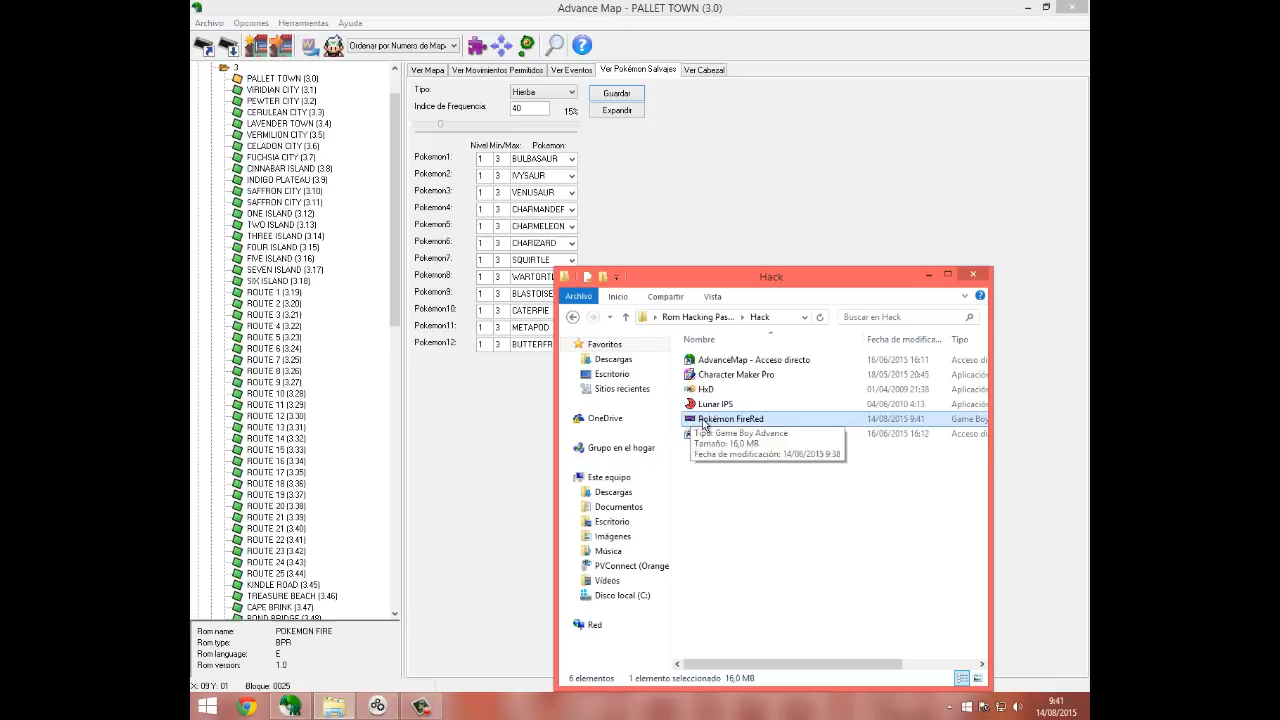 Advance Map - PALLET TOWN (3.0)
Archivo Opciones Herramientas Ayuda
Ordenar por Numero de Map
3
PALLET TOWN (3.0)
VIRIDIAN CITY (3.1)
PEWTER CITY (3.2)
CERULEAN CITY (3.3)
LAVENDER TOWN (3.4)
VERMILION CITY (3.5)
CELADON CITY (3.6)
FUCHSIA CITY (3.7)
CINNABAR ISLAND (3.8)
INDIGO PLATEAU (3.9)
SAFFRON CITY (3.10)
SAFFRON CITY (3.11)
ONE ISLAND (3.12)
TWO ISLAND (3.13)
THREE ISLAND (3.14)
FOUR ISLAND (3.15)
FIVE ISLAND (3.16)
SEVEN ISLAND (3.17)
SIX ISLAND (3.18)
ROUTE 1 (3.19)
ROUTE 2 (3.20)
ROUTE 3 (3.21)
ROUTE 4 (3.22)
ROUTE 5 (3.23)
ROUTE 6 (3.24)
ROUTE 7 (3.25)
ROUTE 8 (3.26)
ROUTE 9 (3.27)
ROUTE 10 (3.28)
ROUTE 11 (3.29)
ROUTE 12 (3.30)
ROUTE 13 (3.31)
ROUTE 14 (3.32)
ROUTE 15 (3.33)
ROUTE 16 (3.34)
ROUTE 17 (3.35)
ROUTE 18 (3.36)
ROUTE 19 (3.37)
ROUTE 20 (3.38)
ROUTE 21 (3.39)
ROUTE 21 (3.40)
ROUTE 22 (3.41)
ROUTE 23 (3.42)
ROUTE 24 (3.43)
ROUTE 25 (3.44)
KINDLE ROAD (3.45)
TREASURE BEACH (3.46)
CAPE BRINK (3.47)
BOND BRIDGE (3.48)
Rom name: POKEMON FIRE
Rom type: BPR
Rom language: E
Rom version: 1.0
X: 09 Y: 01 Bloque: 0025
Ver Mapa Ver Movimientos Permitidos Ver Eventos Ver Pokémon Salvajes Ver Cabezal
Tipo: Hierba Guardar
Indice de Frequencia: 40 15% Expandir
Nivel Min/Max: Pokemon:
Pokemon1: 1 3 BULBASAUR
Pokemon2: 1 3 IVYSAUR
Pokemon3: 1 3 VENUSAUR
Pokemon4: 1 3 CHARMANDEF
Pokemon5: 1 3 CHARMELEON
Pokemon6: 1 3 CHARIZARD
Pokemon7: 1 3 SQUIRTLE
Pokemon8: 1 3 WARTORTL
Pokemon9: 1 3 BLASTOISE
Pokemon10: 1 3 CATERPIE
Pokemon11: 1 3 METAPOD
Pokemon12: 1 3 BUTTERFR
Hack
Archivo Inicio Compartir Vista
Rom Hacking Pas... Hack Buscar en Hack
Favoritos
Descargas
Escritorio
Sitios recientes
OneDrive
Grupo en el hogar
Este equipo
Descargas
Documentos
Escritorio
Imágenes
Música
PVConnect (Orange
Vídeos
Disco local (C:)
Red
Nombre Fecha de modifica... Tipo
AdvanceMap - Acceso directo 16/06/2015 16:11 Acceso di
Character Maker Pro 18/05/2015 20:45 Aplicació
HxD 01/04/2009 21:38 Aplicació
Lunar IPS 04/06/2010 4:13 Aplicació
Pokémon FireRed 14/08/2015 9:41 Game Boy
16/06/2015 16:12 Acceso di
Tipo: Game Boy Advance
Tamaño: 16,0 MB
Fecha de modificación: 14/08/2015 9:38
6 elementos 1 elemento seleccionado 16,0 MB
9:41
14/08/2015